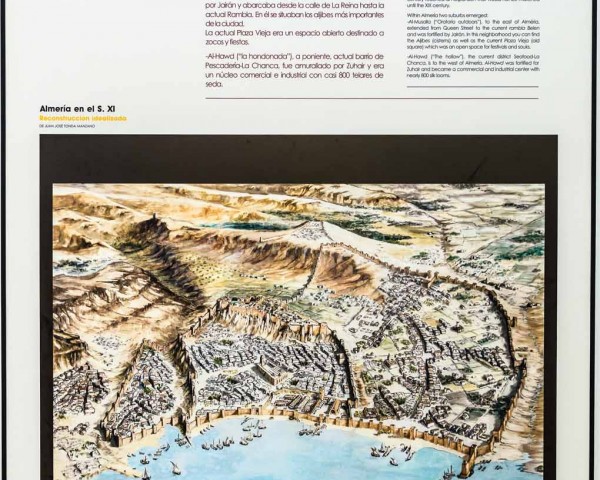 por Jairán y abarcaba desde la calle de La Reina hasta la
actual Rambla. En él se situaban los aljibes más importantes
de la ciudad.
La actual Plaza Vieja era un espacio abierto destinado a
zocos y fiestas.
-Al-Hawd ("la hondonada"), a poniente, actual barrio de
Pescadería-La Chanca, fue amurallado por Zuhair y era
un núcleo comercial e industrial con casi 800 telares de
seda.
until the XIX century.
Within Almería two suburbs emerged:
-Al-Musalla ("Oratorio outdoors"), to the east of Almería,
extended from Queen Street to the current rambla Belen
and was fortified by Jairán. In the neighborhood you can find
the Aljibes (cisterns) as well as the current Plaza Vieja (old
square) which was an open space for festivals and souks.
-Al-Hawd ("The hollow"), the current district Seafood-La
Chanca, is to the west of Almería. Al-Hawd was fortified by
Zuhair and became a commercial and industrial center with
nearly 800 silk looms.
Almería en el S. XI
Reconstrucción idealizada